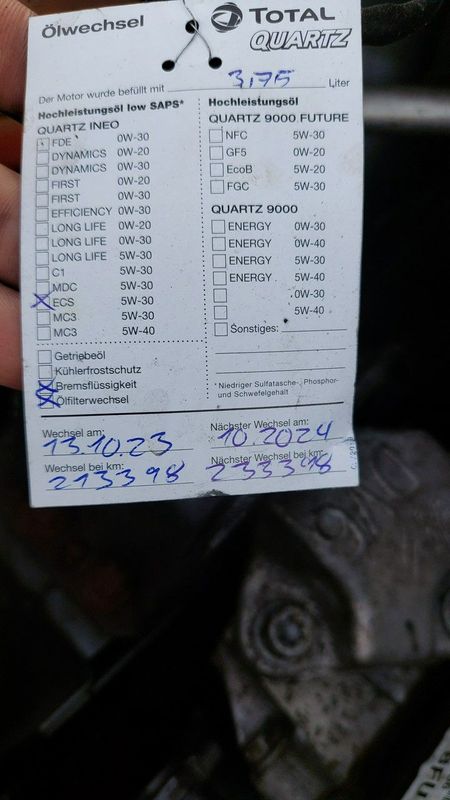 Ölwechsel
TOTAL
QUARTZ
Der Motor wurde befüllt mit 3,75 Liter
Hochleistungsöl low SAPS*
QUARTZ INEO
FDE 0W-30
DYNAMICS 0W-20
DYNAMICS 0W-30
FIRST 0W-20
FIRST 0W-30
EFFICIENCY 0W-30
LONG LIFE 0W-20
LONG LIFE 0W-30
LONG LIFE 5W-30
C1 5W-30
MDC 5W-30
ECS 5W-30
MC3 5W-30
MC3 5W-40
Getriebeöl
Kühlerfrostschutz
Bremsflüssigkeit
Ölfilterwechsel
Hochleistungsöl
QUARTZ 9000 FUTURE
NFC 5W-30
GF5 0W-20
EcoB 5W-20
FGC 5W-30
QUARTZ 9000
ENERGY 0W-30
ENERGY 0W-40
ENERGY 5W-30
ENERGY 5W-40
0W-30
5W-40
Sonstiges:
* Niedriger Sulfatasche-, Phosphor-
und Schwefelgehalt
Wechsel am: 13.10.23
Nächster Wechsel am: 10.2024
Wechsel bei km: 213398
Nächster Wechsel bei km: 233398